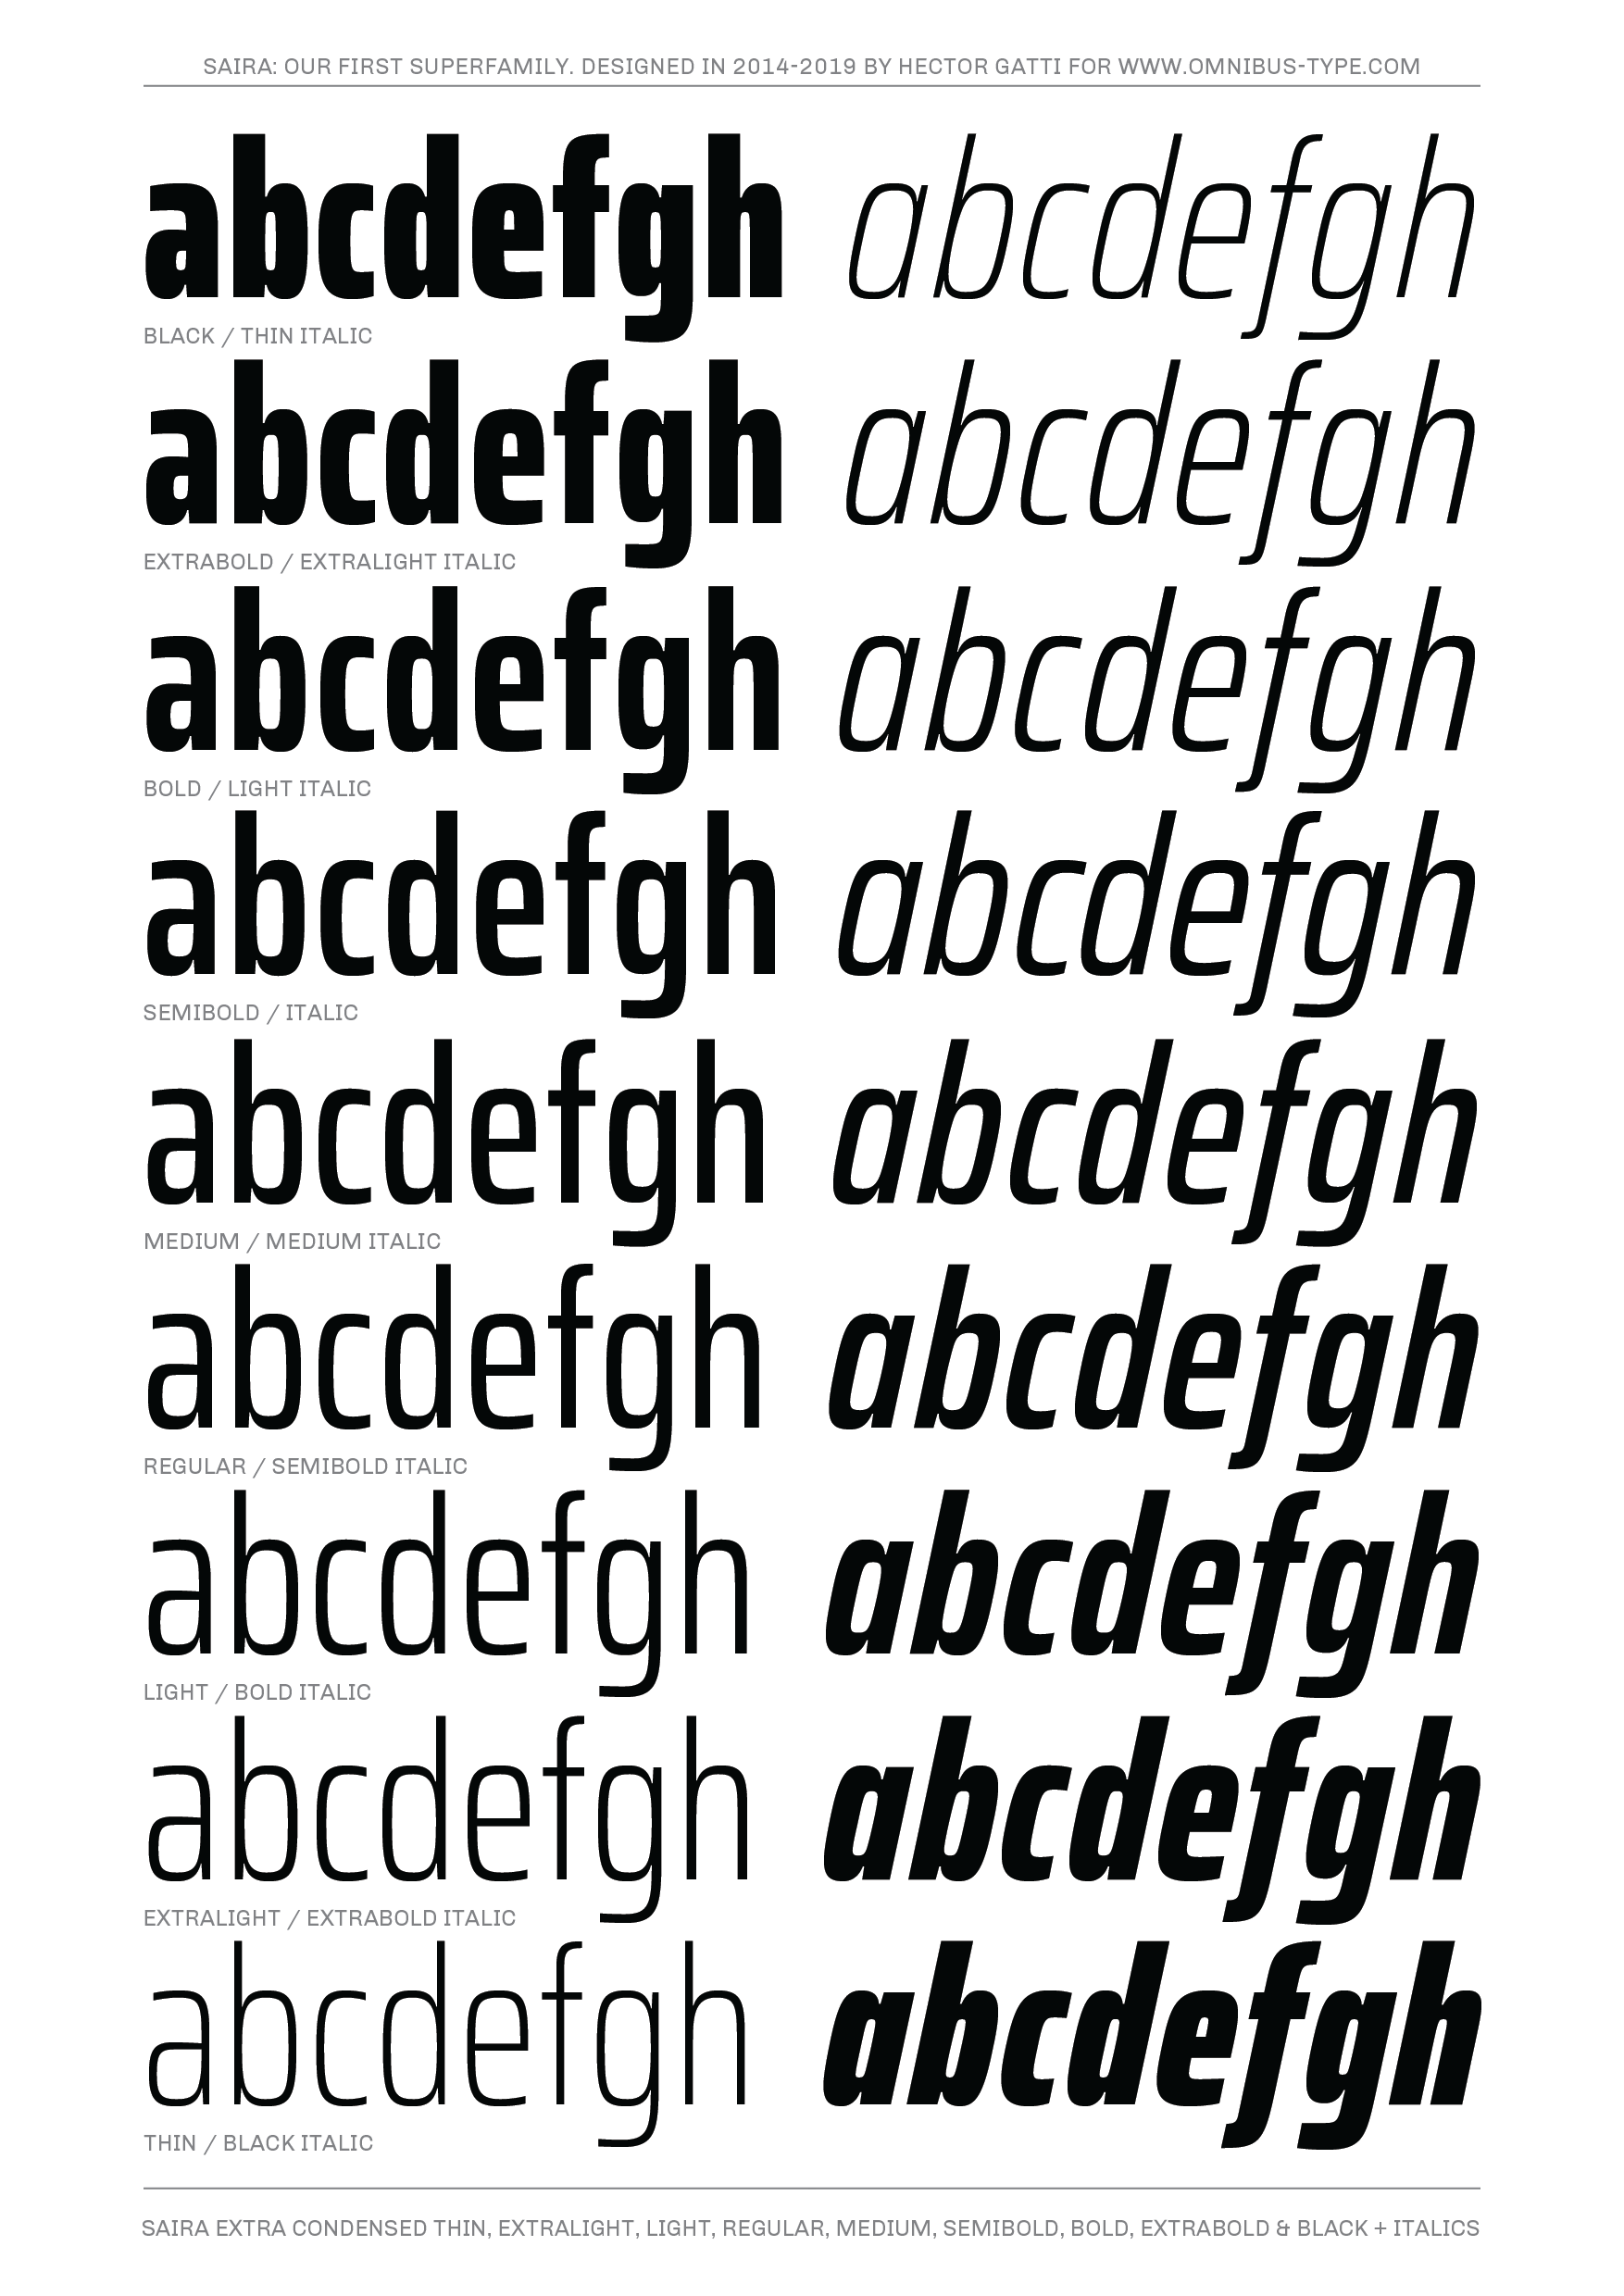 SAIRA: OUR FIRST SUPERFAMILY. DESIGNED IN 2014-2019 BY HECTOR GATTI FOR WWW.OMNIBUS-TYPE.COM
abcdefgh abcdefgh
BLACK / THIN ITALIC
abcdefgh abcdefgh
EXTRABOLD / EXTRALIGHT ITALIC
abcdefgh abcdefgh
BOLD / LIGHT ITALIC
abcdefgh abcdefgh
SEMIBOLD / ITALIC
abcdefgh abcdefgh
MEDIUM / MEDIUM ITALIC
abcdefgh abcdefgh
REGULAR / SEMIBOLD ITALIC
abcdefgh abcdefgh
LIGHT / BOLD ITALIC
abcdefgh abcdefgh
EXTRALIGHT / EXTRABOLD ITALIC
abcdefgh abcdefgh
THIN / BLACK ITALIC
SAIRA EXTRA CONDENSED THIN, EXTRALIGHT, LIGHT, REGULAR, MEDIUM, SEMIBOLD, BOLD, EXTRABOLD & BLACK + ITALICS